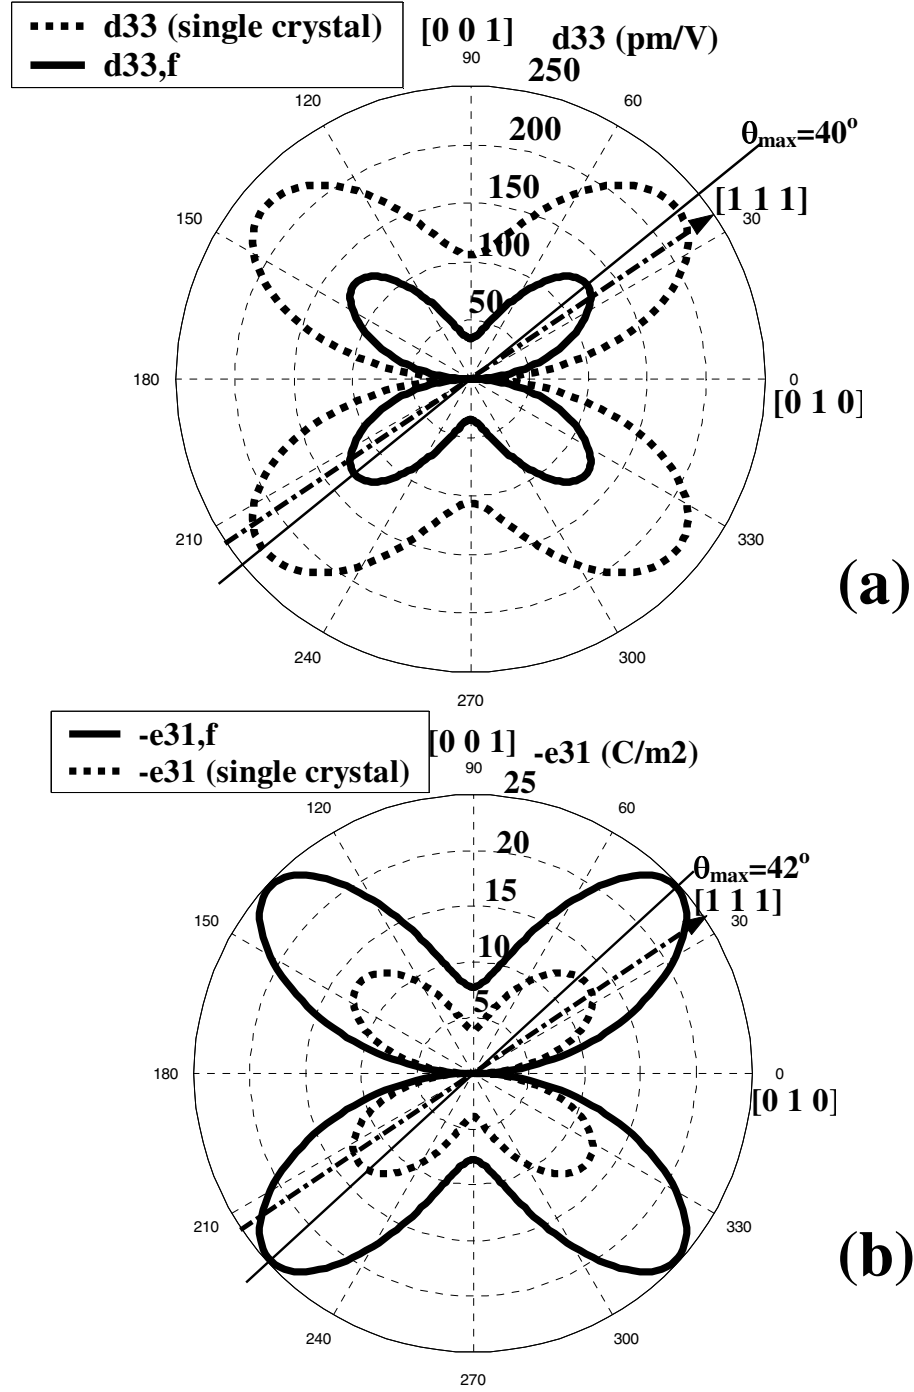 d33 (single crystal)
d33,f
[0 0 1]
d33 (pm/V)
90
250
120
60
200
θmax=40°
150
[1 1 1]
150
30
100
50
180
0
[0 1 0]
210
330
(a)
240
300
270
-e31,f
-e31 (single crystal)
[0 0 1]
-e31 (C/m2)
90
25
120
60
20
θmax=42°
15
[1 1 1]
150
30
10
5
180
0
[0 1 0]
210
330
(b)
240
300
270